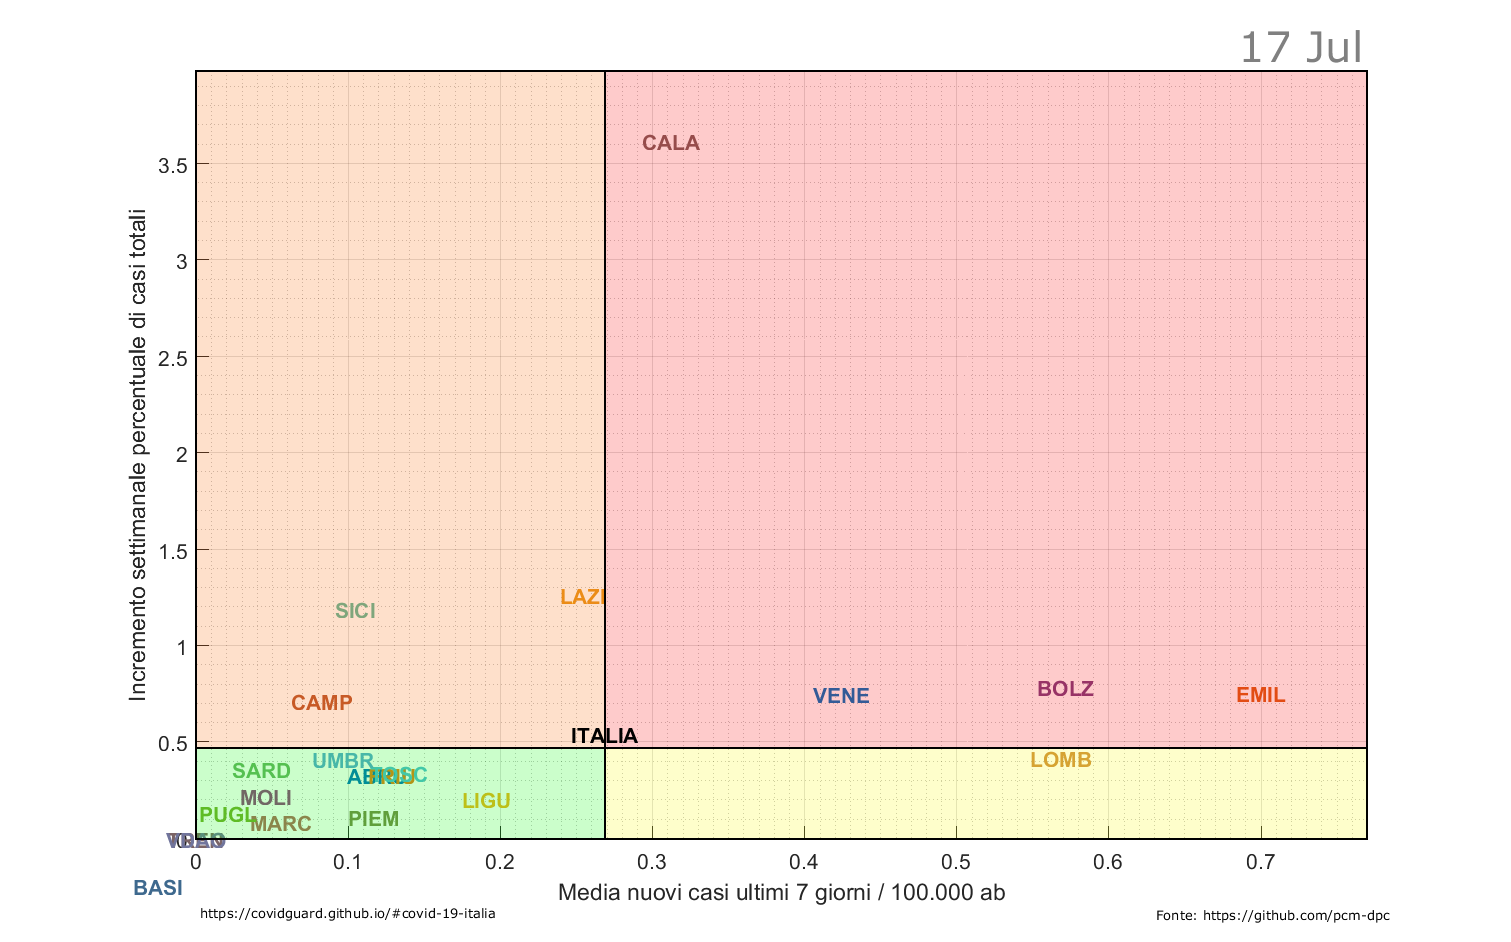 17 Jul
CALA
3.5
3
2.5
2
1.5
1
0.5
0
Incremento settimanale percentuale di casi totali
LAZI
SICI
BOLZ
EMIL
VENE
CAMP
ITALIA
UMBR
LOMB
SARD
TOSC
MOLI
LIGU
PUGL
PIEM
MARC
0 0.1 0.2 0.3 0.4 0.5 0.6 0.7
BASI
Media nuovi casi ultimi 7 giorni / 100.000 ab
https://covidguard.github.io/#covid-19-italia
Fonte: https://github.com/pcm-dpc